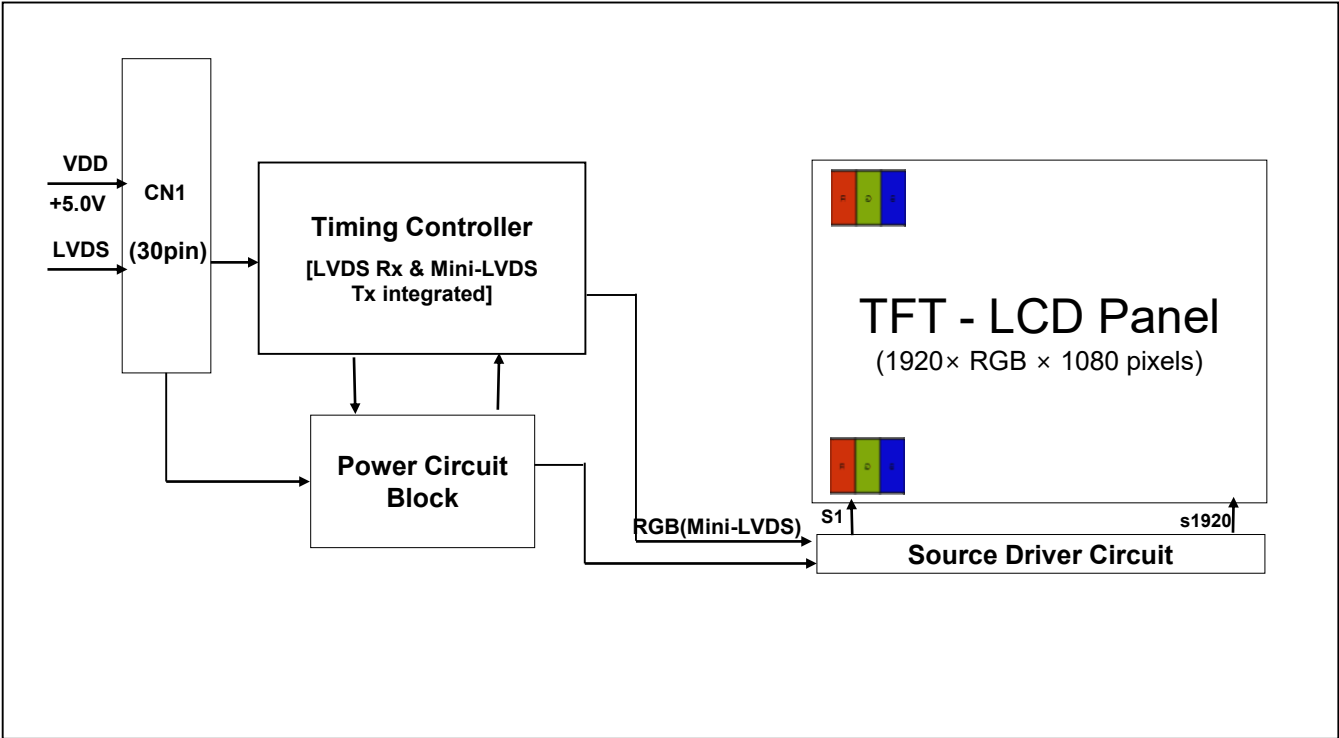 VDD
+5.0V
LVDS
CN1
(30pin)
Timing Controller
[LVDS Rx & Mini-LVDS
Tx integrated]
Power Circuit
Block
TFT - LCD Panel
(1920× RGB × 1080 pixels)
RGB(Mini-LVDS)
S1
s1920
Source Driver Circuit